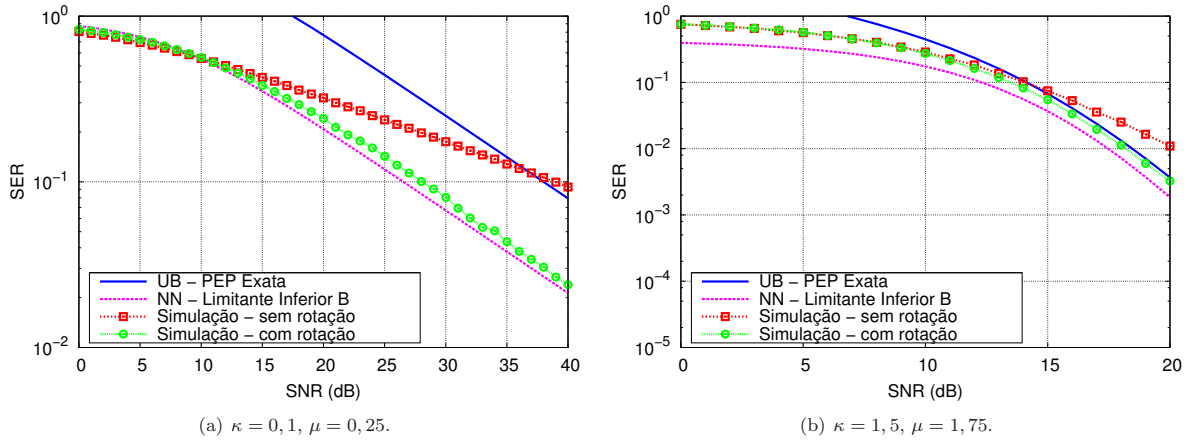 10^0
10^-1
10^-2
SER
0 5 10 15 20 25 30 35 40
SNR (dB)
UB − PEP Exata
NN − Limitante Inferior B
Simulação − sem rotação
Simulação − com rotação
(a) κ = 0, 1, μ = 0, 25.
10^0
10^-1
10^-2
10^-3
10^-4
10^-5
SER
0 5 10 15 20
SNR (dB)
UB − PEP Exata
NN − Limitante Inferior B
Simulação − sem rotação
Simulação − com rotação
(b) κ = 1, 5, μ = 1, 75.